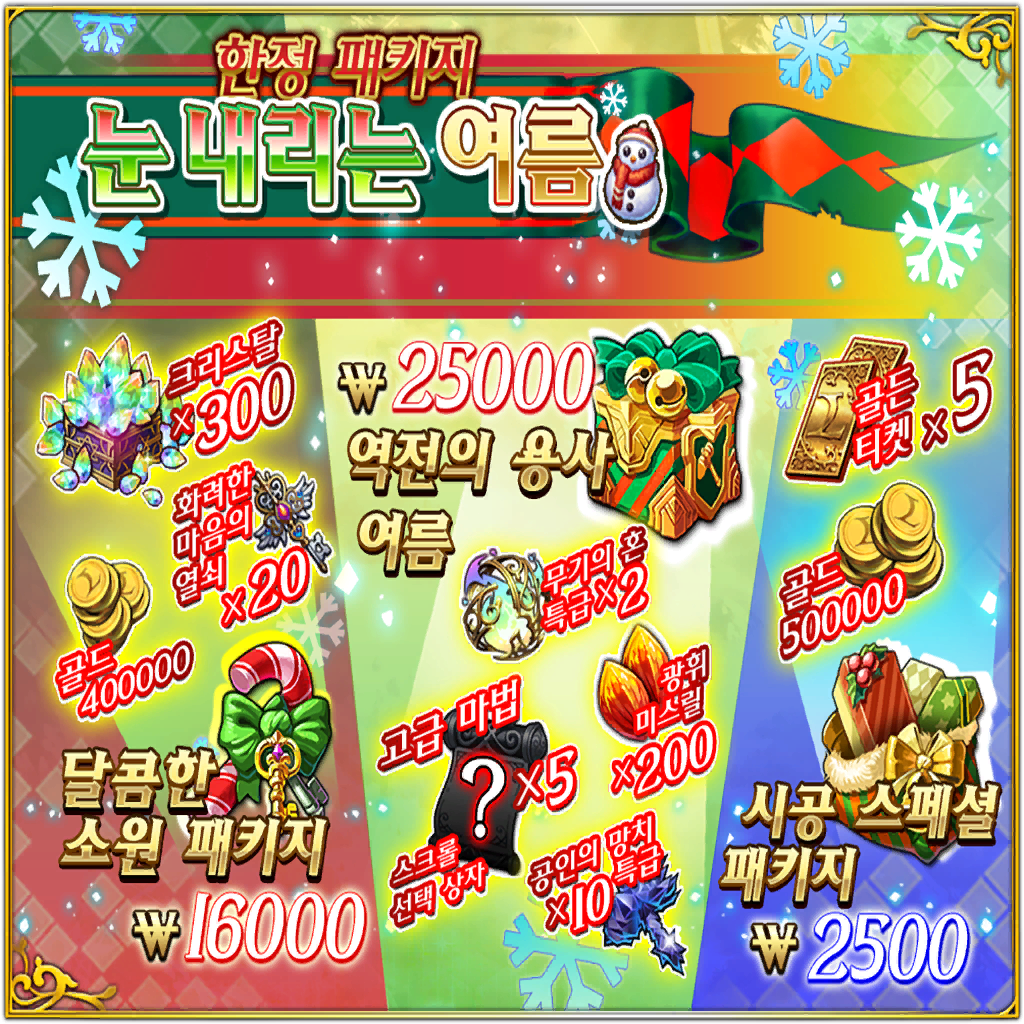 한정 패키지
눈 내리는 여름
크리스탈
×300
화려한
마음의
열쇠
×20
골드
400000
달콤한
소원 패키지
₩16000
₩25000
역전의 용사
여름
무기의 혼
특급×2
광휘
미스릴
×200
고급 마법
?
×5
스크롤
선택 상자
공인의 망치
특급
×10
골든
티켓 ×5
골드
500000
시공 스페셜
패키지
₩2500